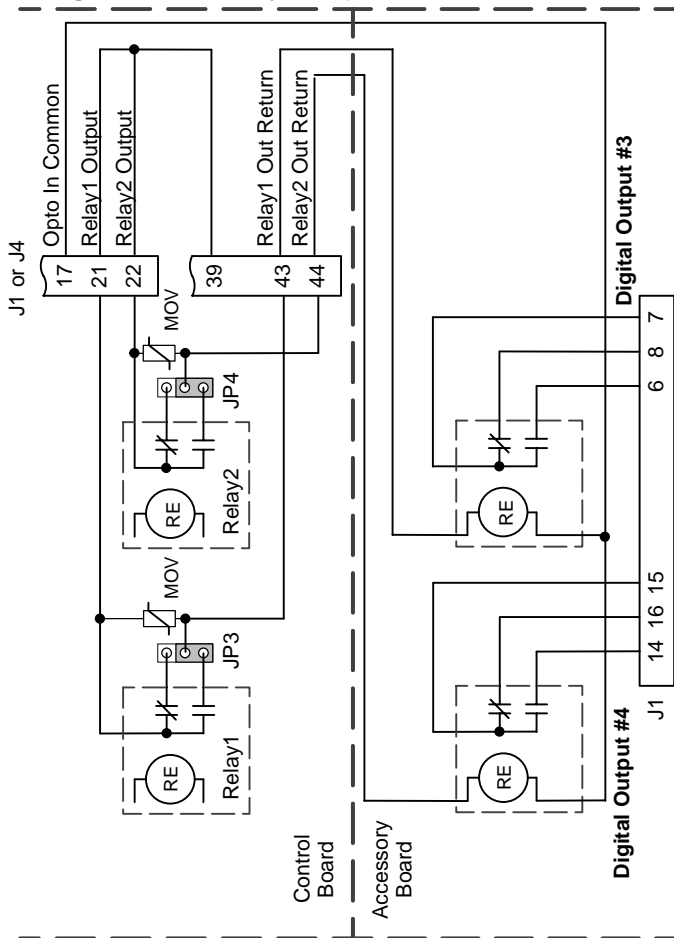 J1 or J4
17 Opto In Common
21 Relay1 Output
22 Relay2 Output
39
43 Relay1 Out Return
44 Relay2 Out Return
MOV
JP4
RE
Relay2
MOV
JP3
RE
Relay1
Control
Board
Accessory
Board
Digital Output #3
RE
7
8
6
Digital Output #4
RE
15
16
14
J1